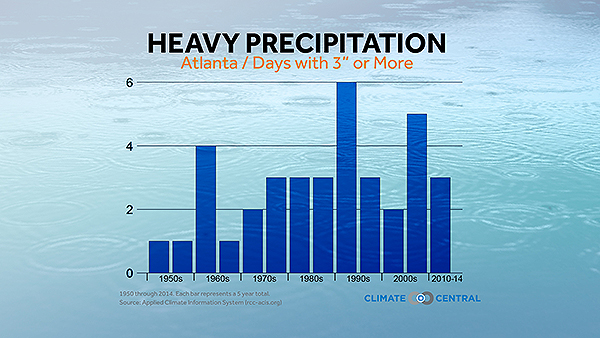 HEAVY PRECIPITATION
Atlanta / Days with 3" or More
6
4
2
0
1950s 1960s 1970s 1980s 1990s 2000s 2010-14
1950 through 2014. Each bar represents a 5 year total.
Source: Applied Climate Information System (rcc-acis.org)
CLIMATE CENTRAL